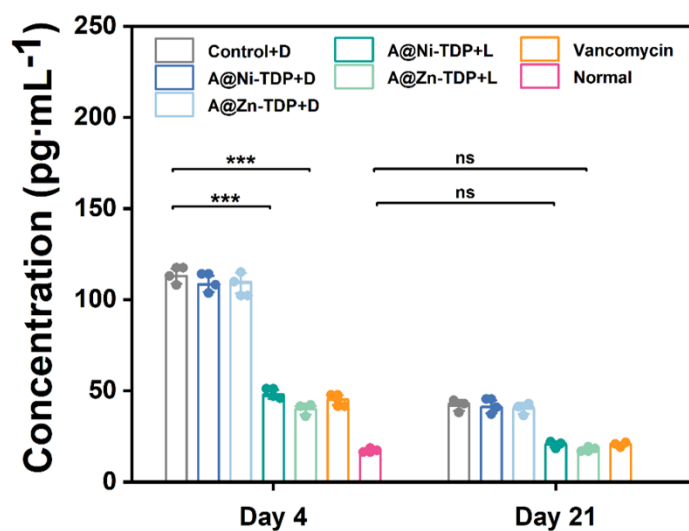 Concentration (pg·mL⁻¹)
250
200
150
100
50
0
Control+D
A@Ni-TDP+D
A@Zn-TDP+D
A@Ni-TDP+L
A@Zn-TDP+L
Vancomycin
Normal
***
***
ns
ns
Day 4
Day 21